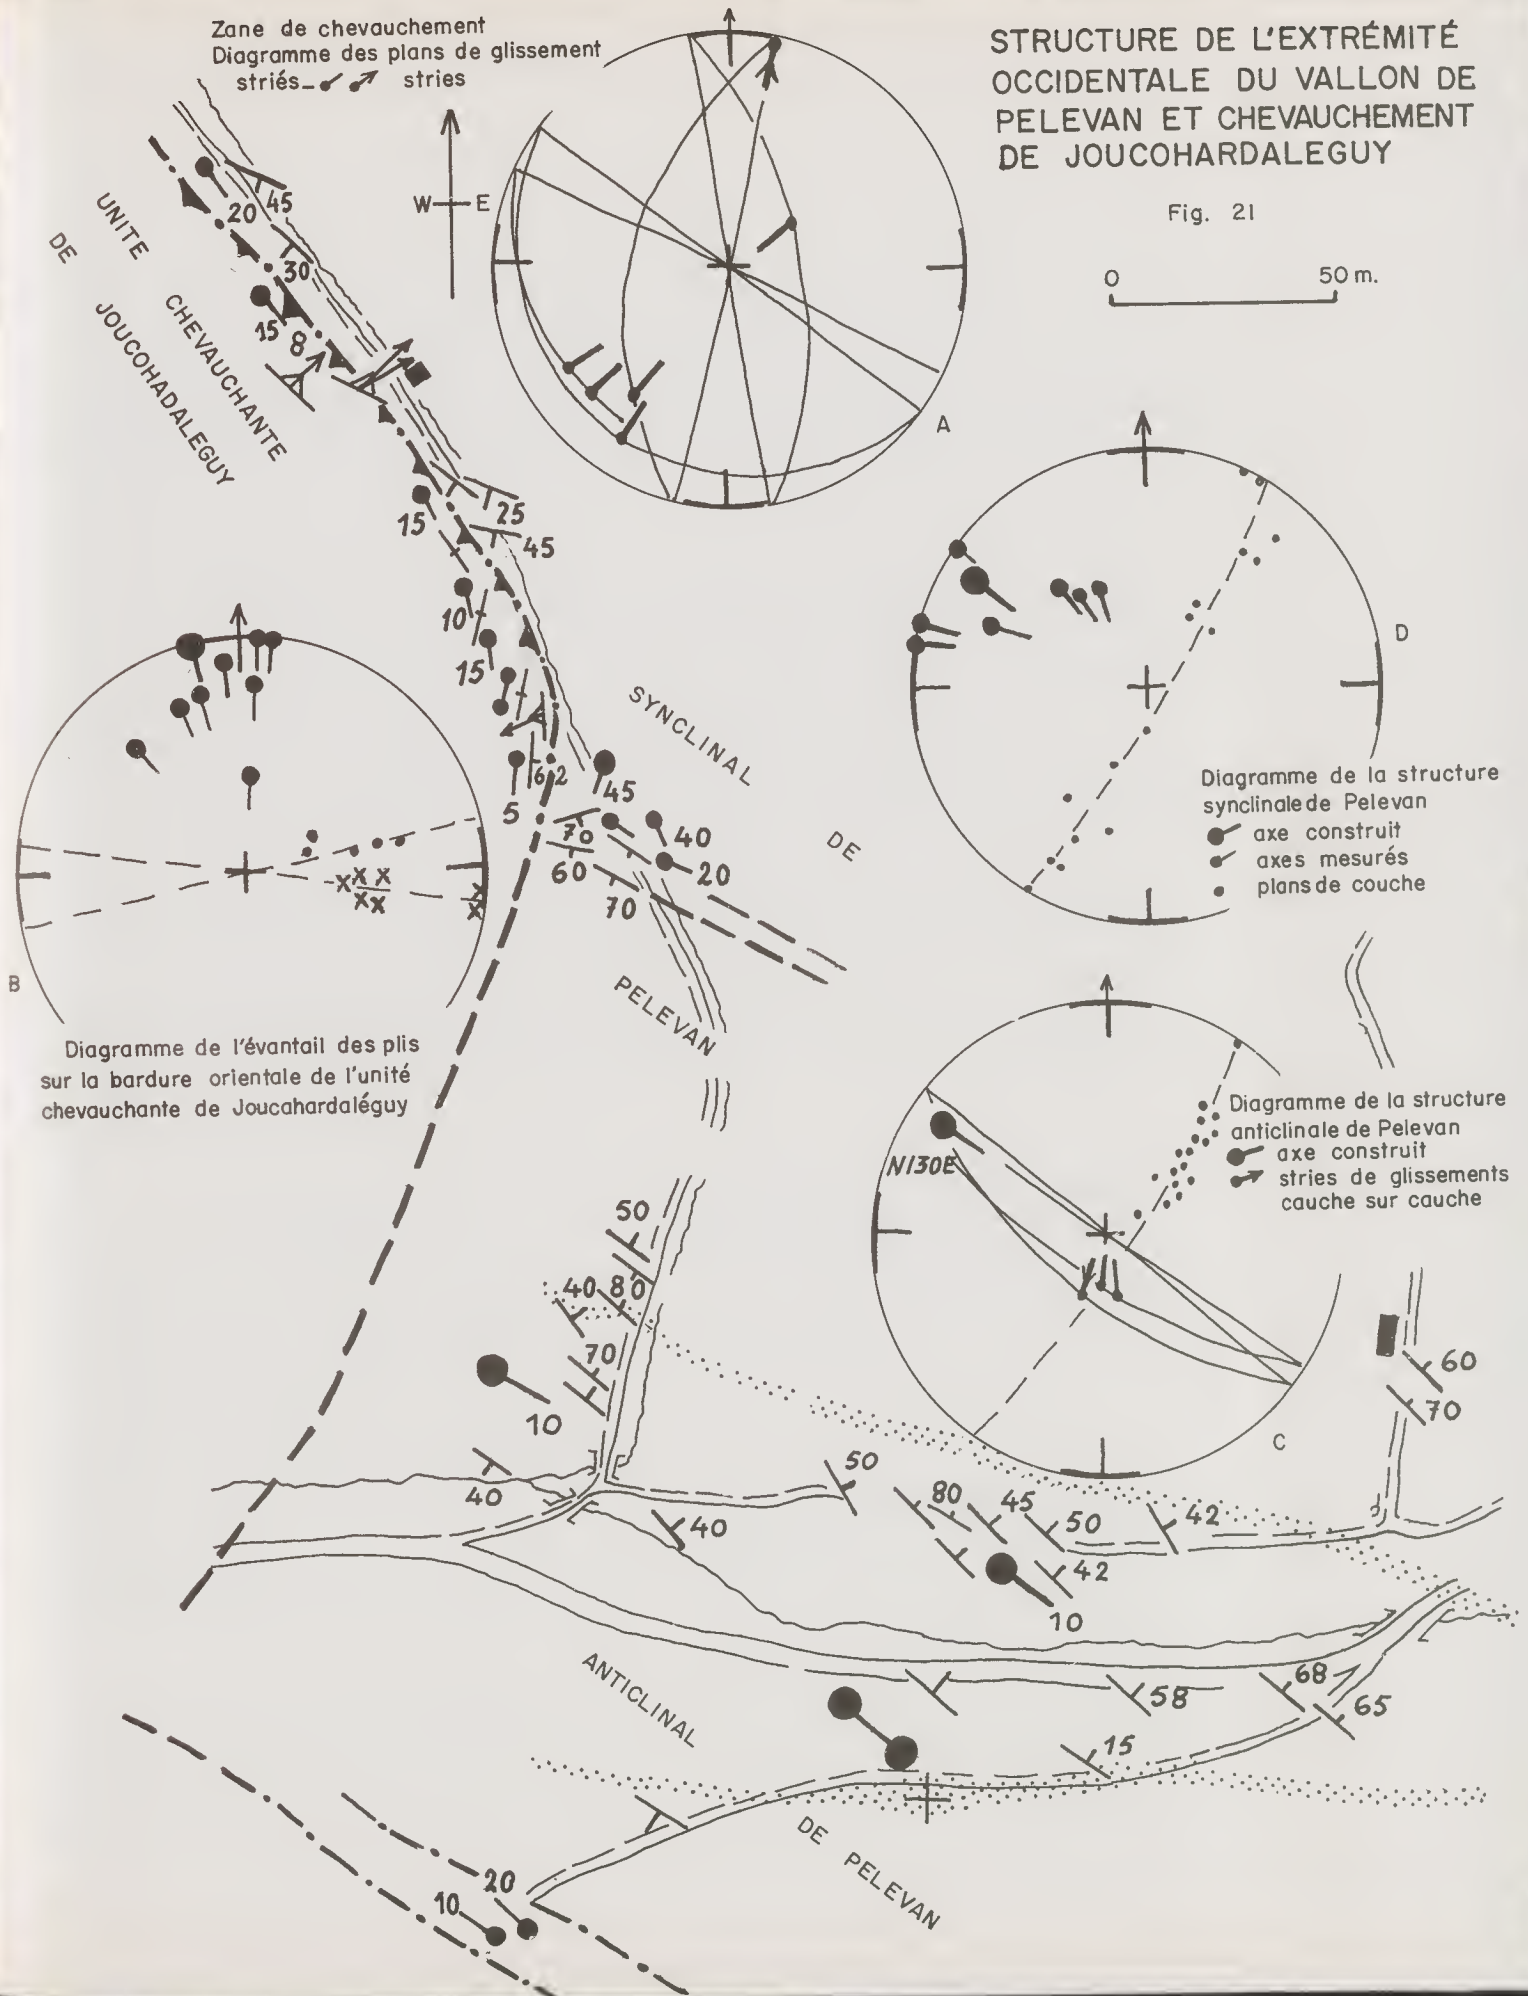 Zane de chevauchement
Diagramme des plans de glissement
striés stries
STRUCTURE DE L'EXTRÉMITÉ
OCCIDENTALE DU VALLON DE
PELEVAN ET CHEVAUCHEMENT
DE JOUCOHARDALEGUY
Fig. 21
0 50 m.
W E
A
UNITE CHEVAUCHANTE
DE JOUCOHADALEGUY
20 45
30
15 8
15
25
45
10
15
62
5
45
70
40
60
20
70
SYNCLINAL
DE
PELEVAN
D
Diagramme de la structure
synclinale de Pelevan
axe construit
axes mesurés
plans de couche
B
Diagramme de l'évantail des plis
sur la bardure orientale de l'unité
chevauchante de Joucahardaléguy
x x x
x x
x
x
N130E
Diagramme de la structure
anticlinale de Pelevan
axe construit
stries de glissements
cauche sur cauche
C
50
40 80
70
10
40
50
40
80 45 50 42
42
10
60
70
ANTICLINAL
58
68
65
15
DE PELEVAN
20
10